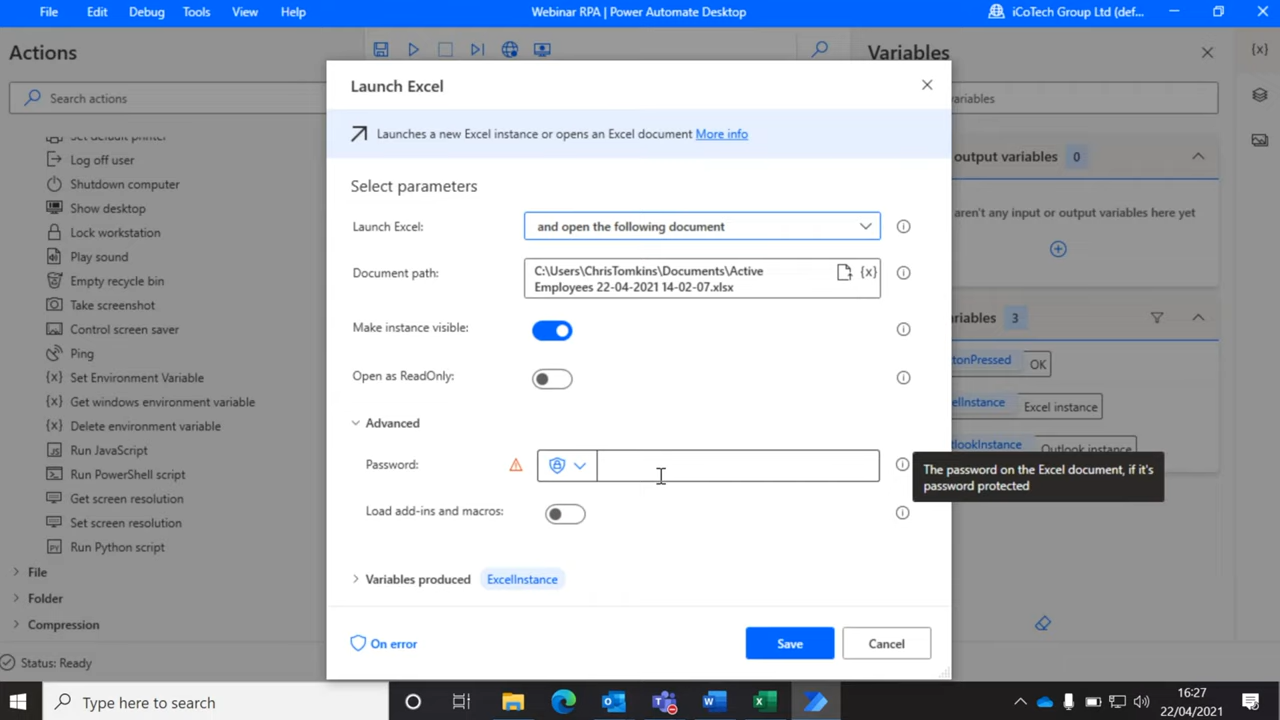 File Edit Debug Tools View Help
Webinar RPA | Power Automate Desktop
iCoTech Group Ltd (def...
Actions
Search actions
Log off user
Shutdown computer
Show desktop
Lock workstation
Play sound
Empty recycle bin
Take screenshot
Control screen saver
Ping
{x} Set Environment Variable
{x} Get windows environment variable
{x} Delete environment variable
Run JavaScript
Run PowerShell script
Get screen resolution
Set screen resolution
Run Python script
File
Folder
Compression
Status: Ready
Launch Excel
Launches a new Excel instance or opens an Excel document More info
Select parameters
Launch Excel: and open the following document
Document path: C:\Users\ChrisTomkins\Documents\Active
Employees 22-04-2021 14-02-07.xlsx
{x}
Make instance visible:
Open as ReadOnly:
Advanced
Password:
The password on the Excel document, if it's
password protected
Load add-ins and macros:
Variables produced ExcelInstance
On error
Save Cancel
Variables
{x}
variables
output variables 0
aren't any input or output variables here yet
ariables 3
tonPressed OK
elInstance Excel instance
utlookInstance Outlook instance
Type here to search
16:27
22/04/2021